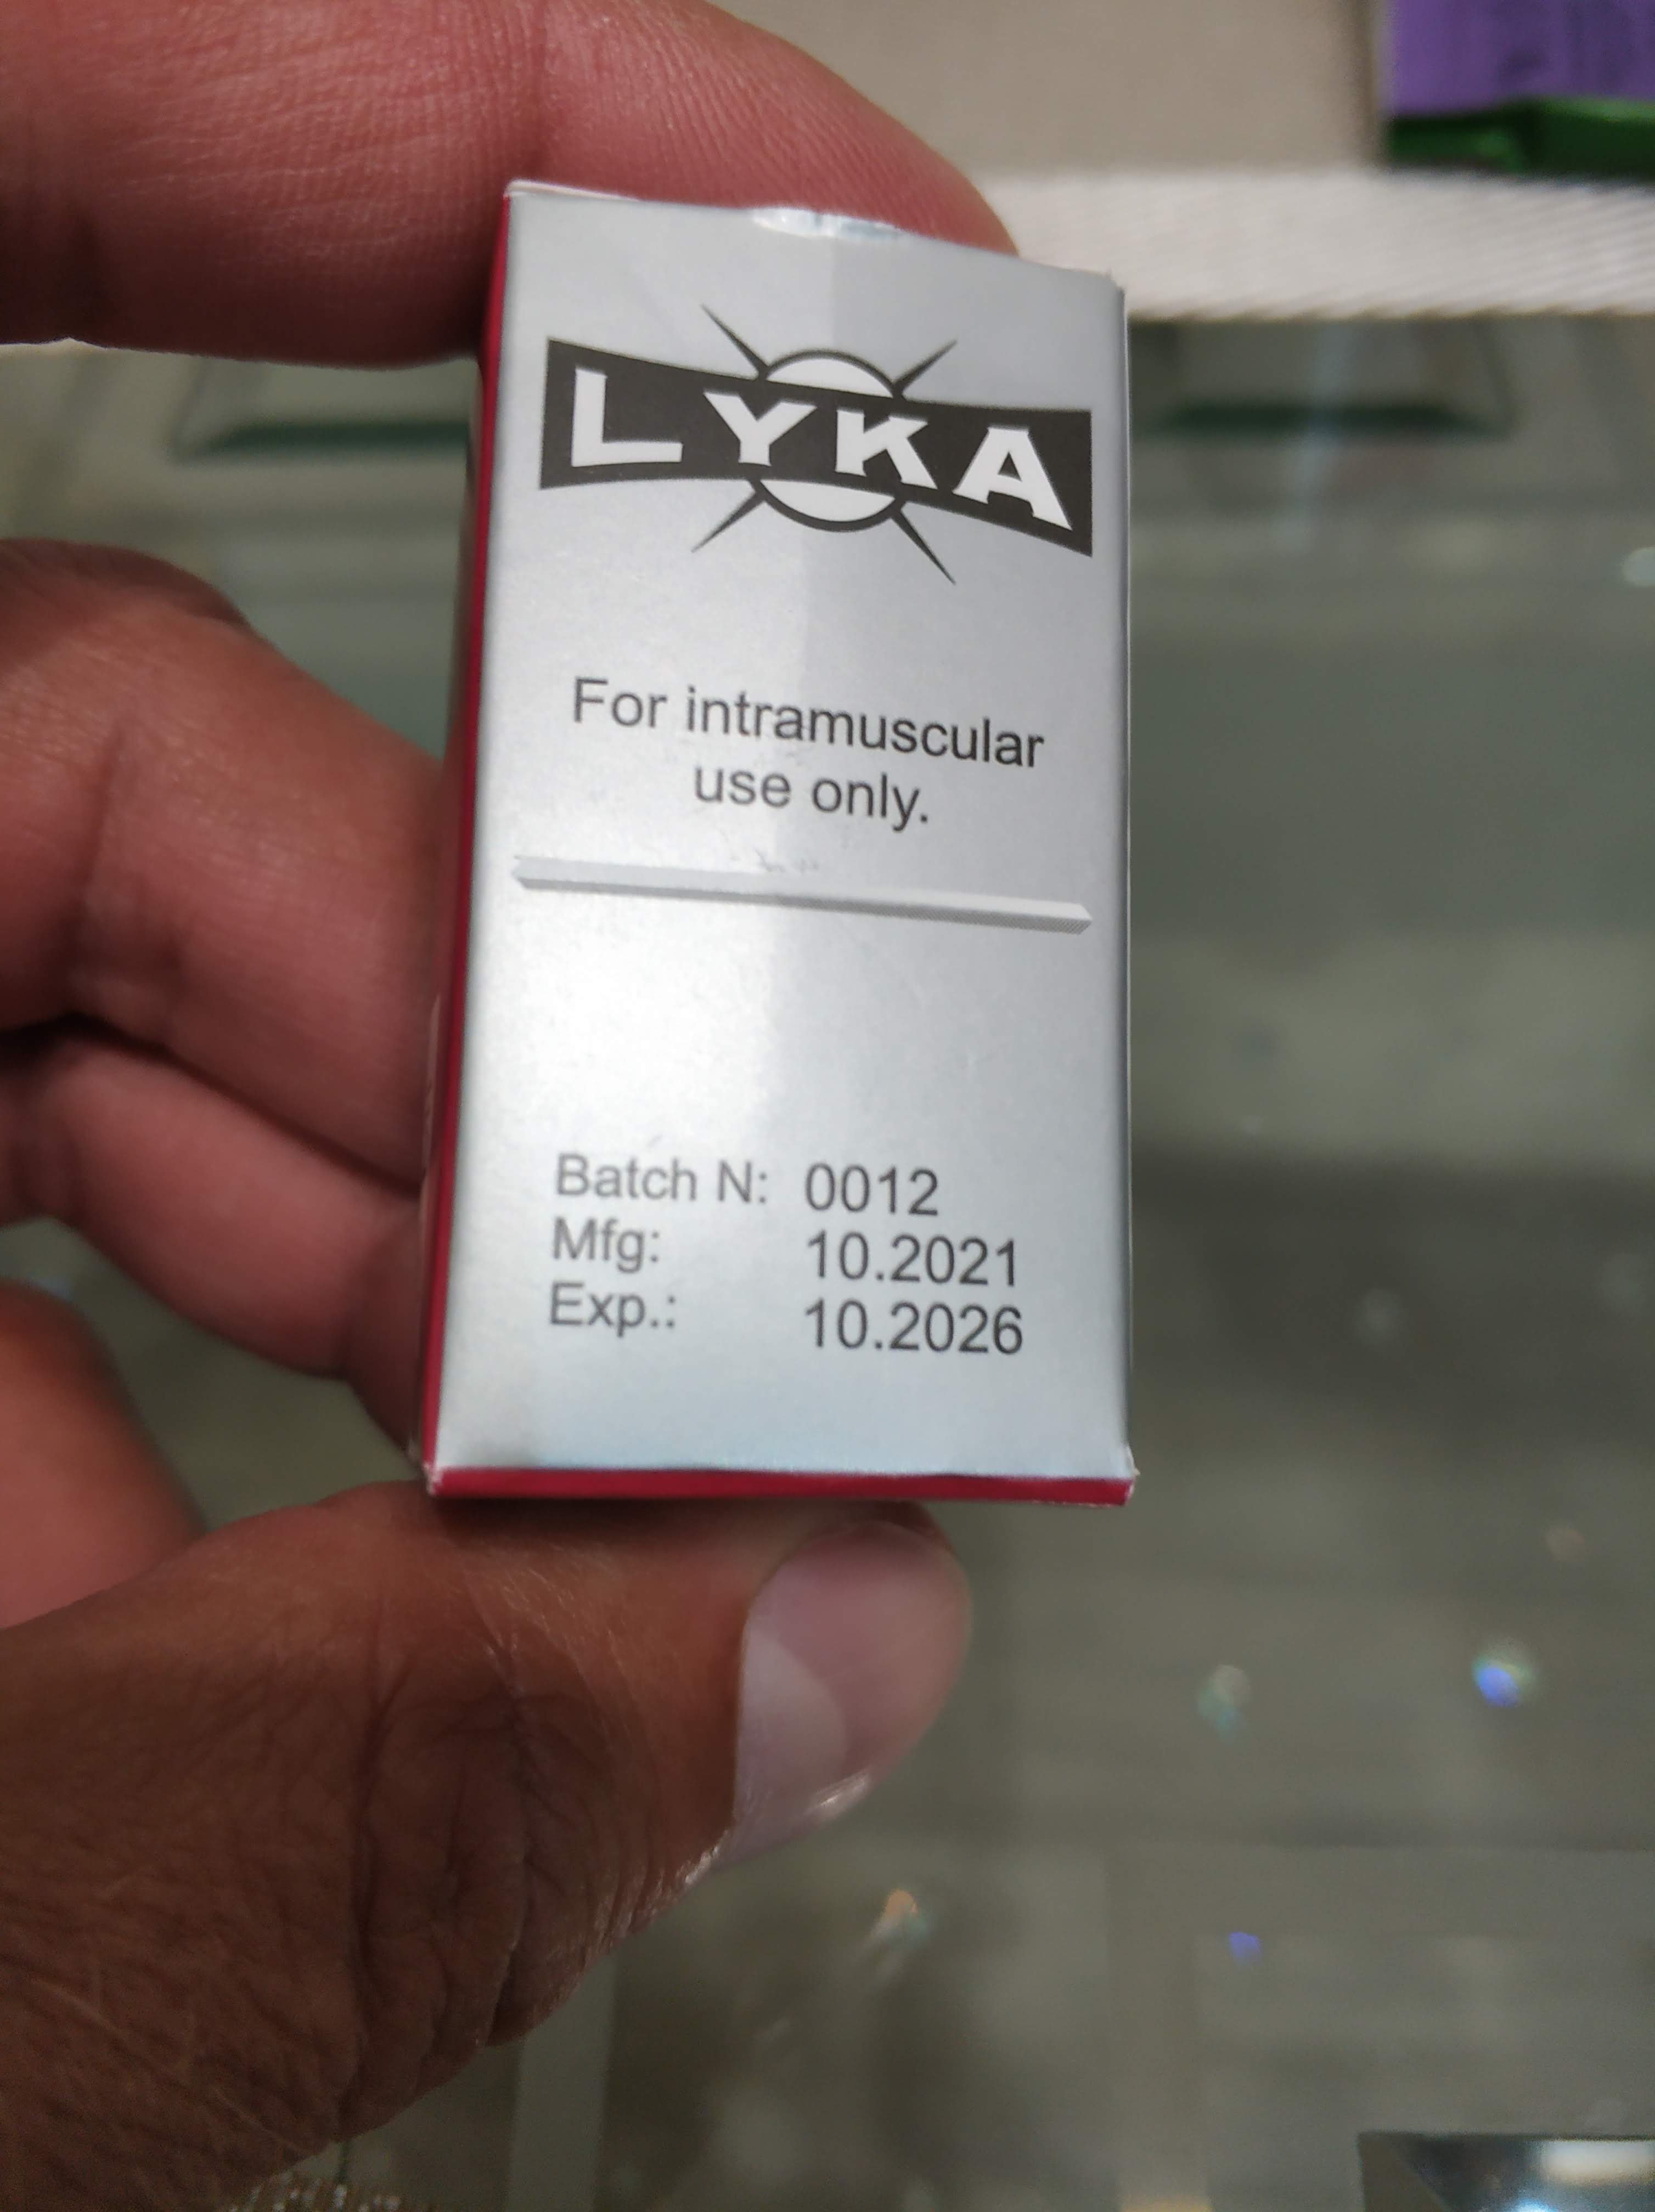 LYKA
For intramuscular
use only.
Batch N: 0012
Mfg: 10.2021
Exp.: 10.2026